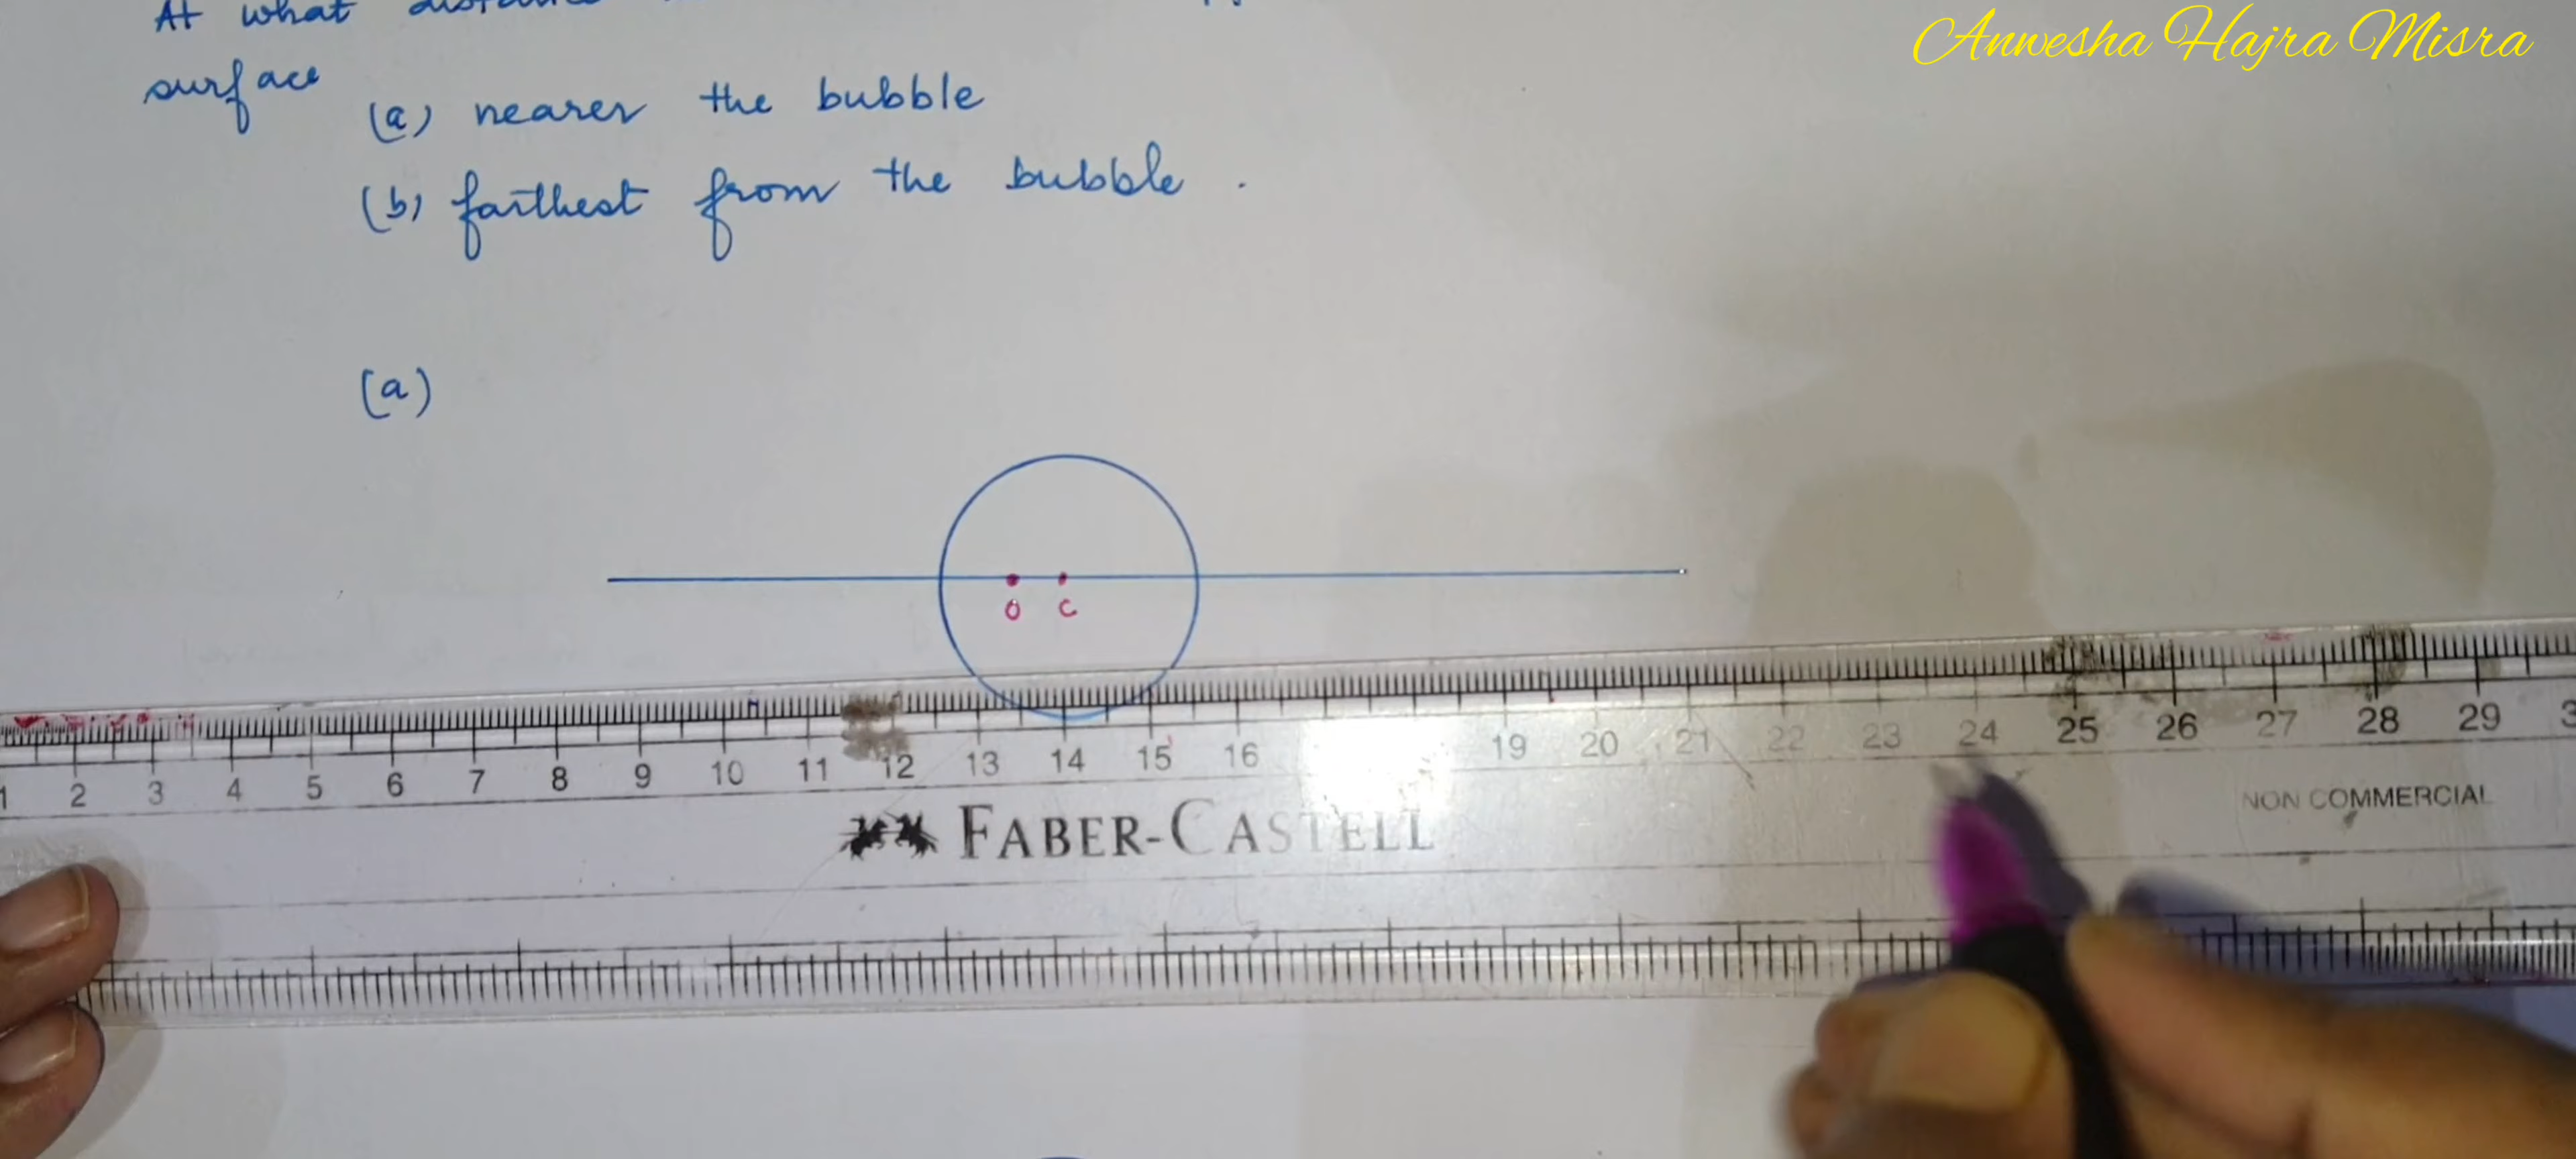 Anwesha Hajra Misra
At what distance
surface
(a) nearer the bubble
(b) farthest from the bubble.
(a)
O C
1 2 3 4 5 6 7 8 9 10 11 12 13 14 15 16 19 20 21 22 23 24 25 26 27 28 29 3
NON COMMERCIAL
FABER-CASTELL